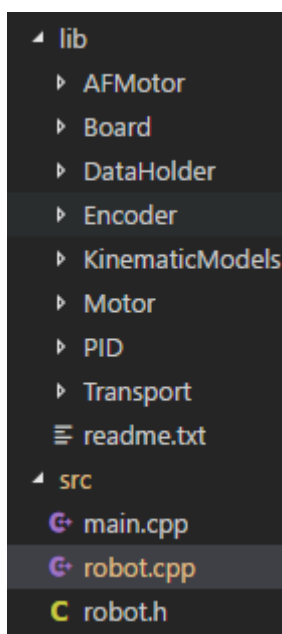 lib
AFMotor
Board
DataHolder
Encoder
KinematicModels
Motor
PID
Transport
readme.txt
src
main.cpp
robot.cpp
robot.h